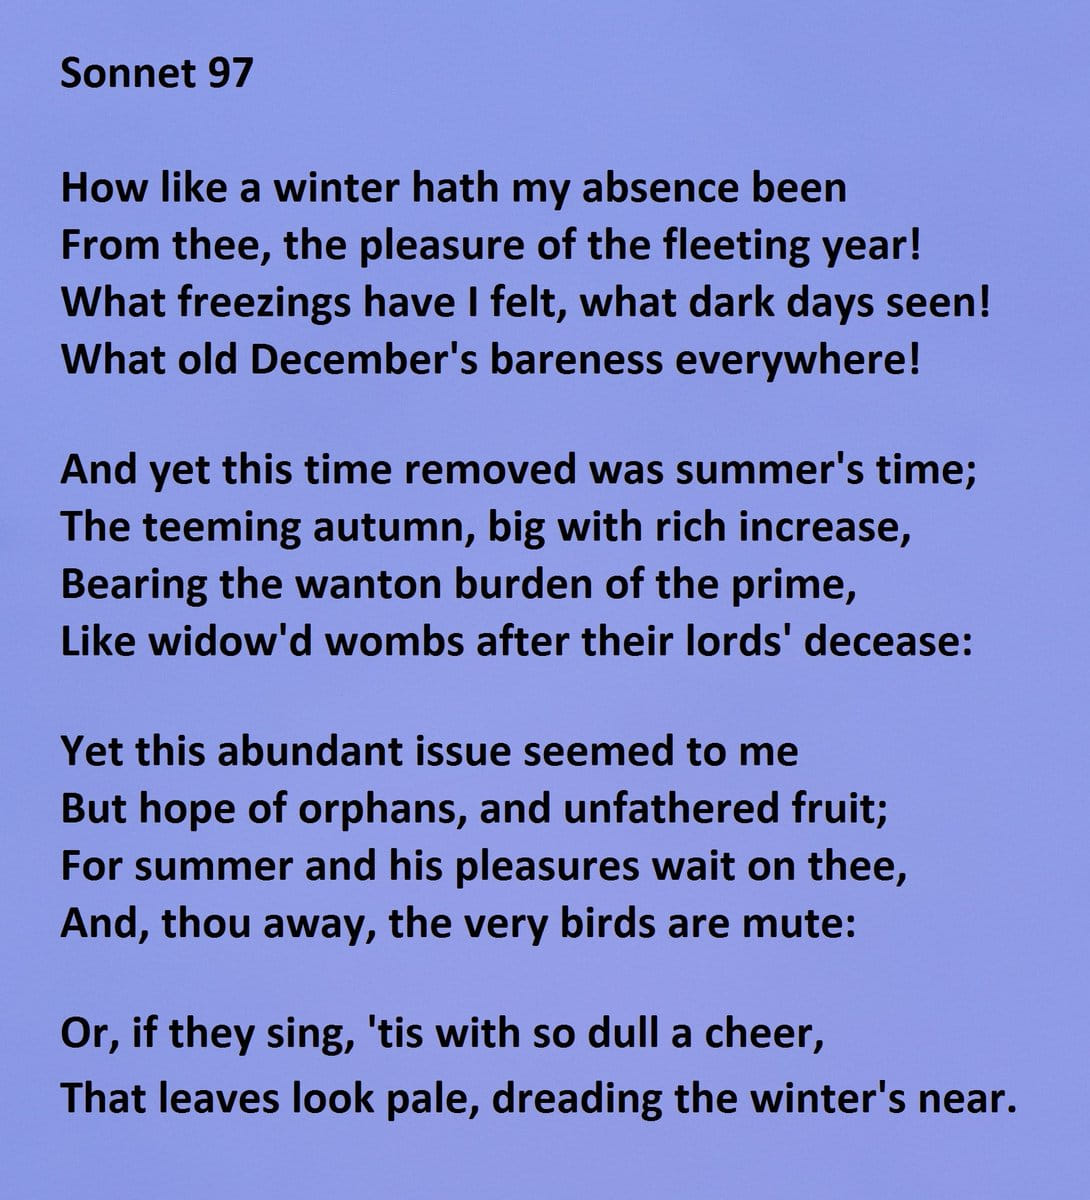 Sonnet 97
How like a winter hath my absence been
From thee, the pleasure of the fleeting year!
What freezings have I felt, what dark days seen!
What old December's bareness everywhere!
And yet this time removed was summer's time;
The teeming autumn, big with rich increase,
Bearing the wanton burden of the prime,
Like widow'd wombs after their lords' decease:
Yet this abundant issue seemed to me
But hope of orphans, and unfathered fruit;
For summer and his pleasures wait on thee,
And, thou away, the very birds are mute:
Or, if they sing, 'tis with so dull a cheer,
That leaves look pale, dreading the winter's near.